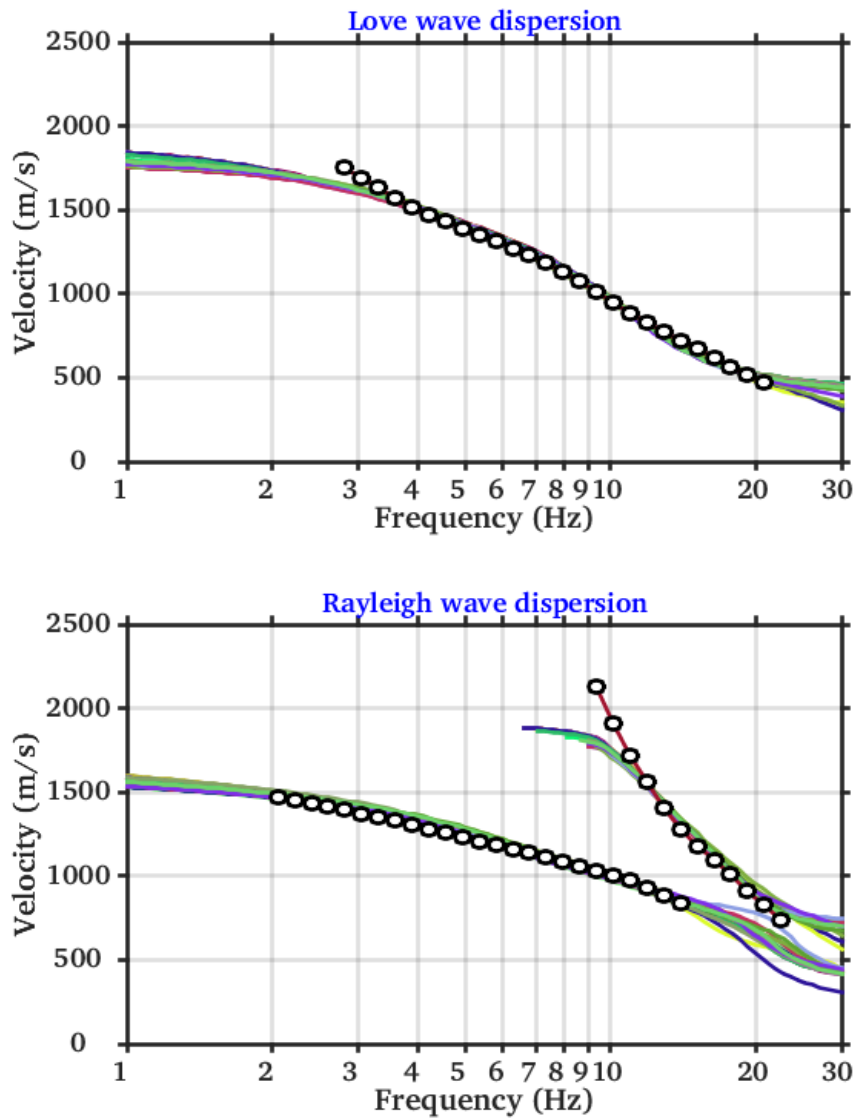 Love wave dispersion
2500
2000
1500
1000
500
0
Velocity (m/s)
1 2 3 4 5 6 7 8 9 10 20 30
Frequency (Hz)
Rayleigh wave dispersion
2500
2000
1500
1000
500
0
Velocity (m/s)
1 2 3 4 5 6 7 8 9 10 20 30
Frequency (Hz)